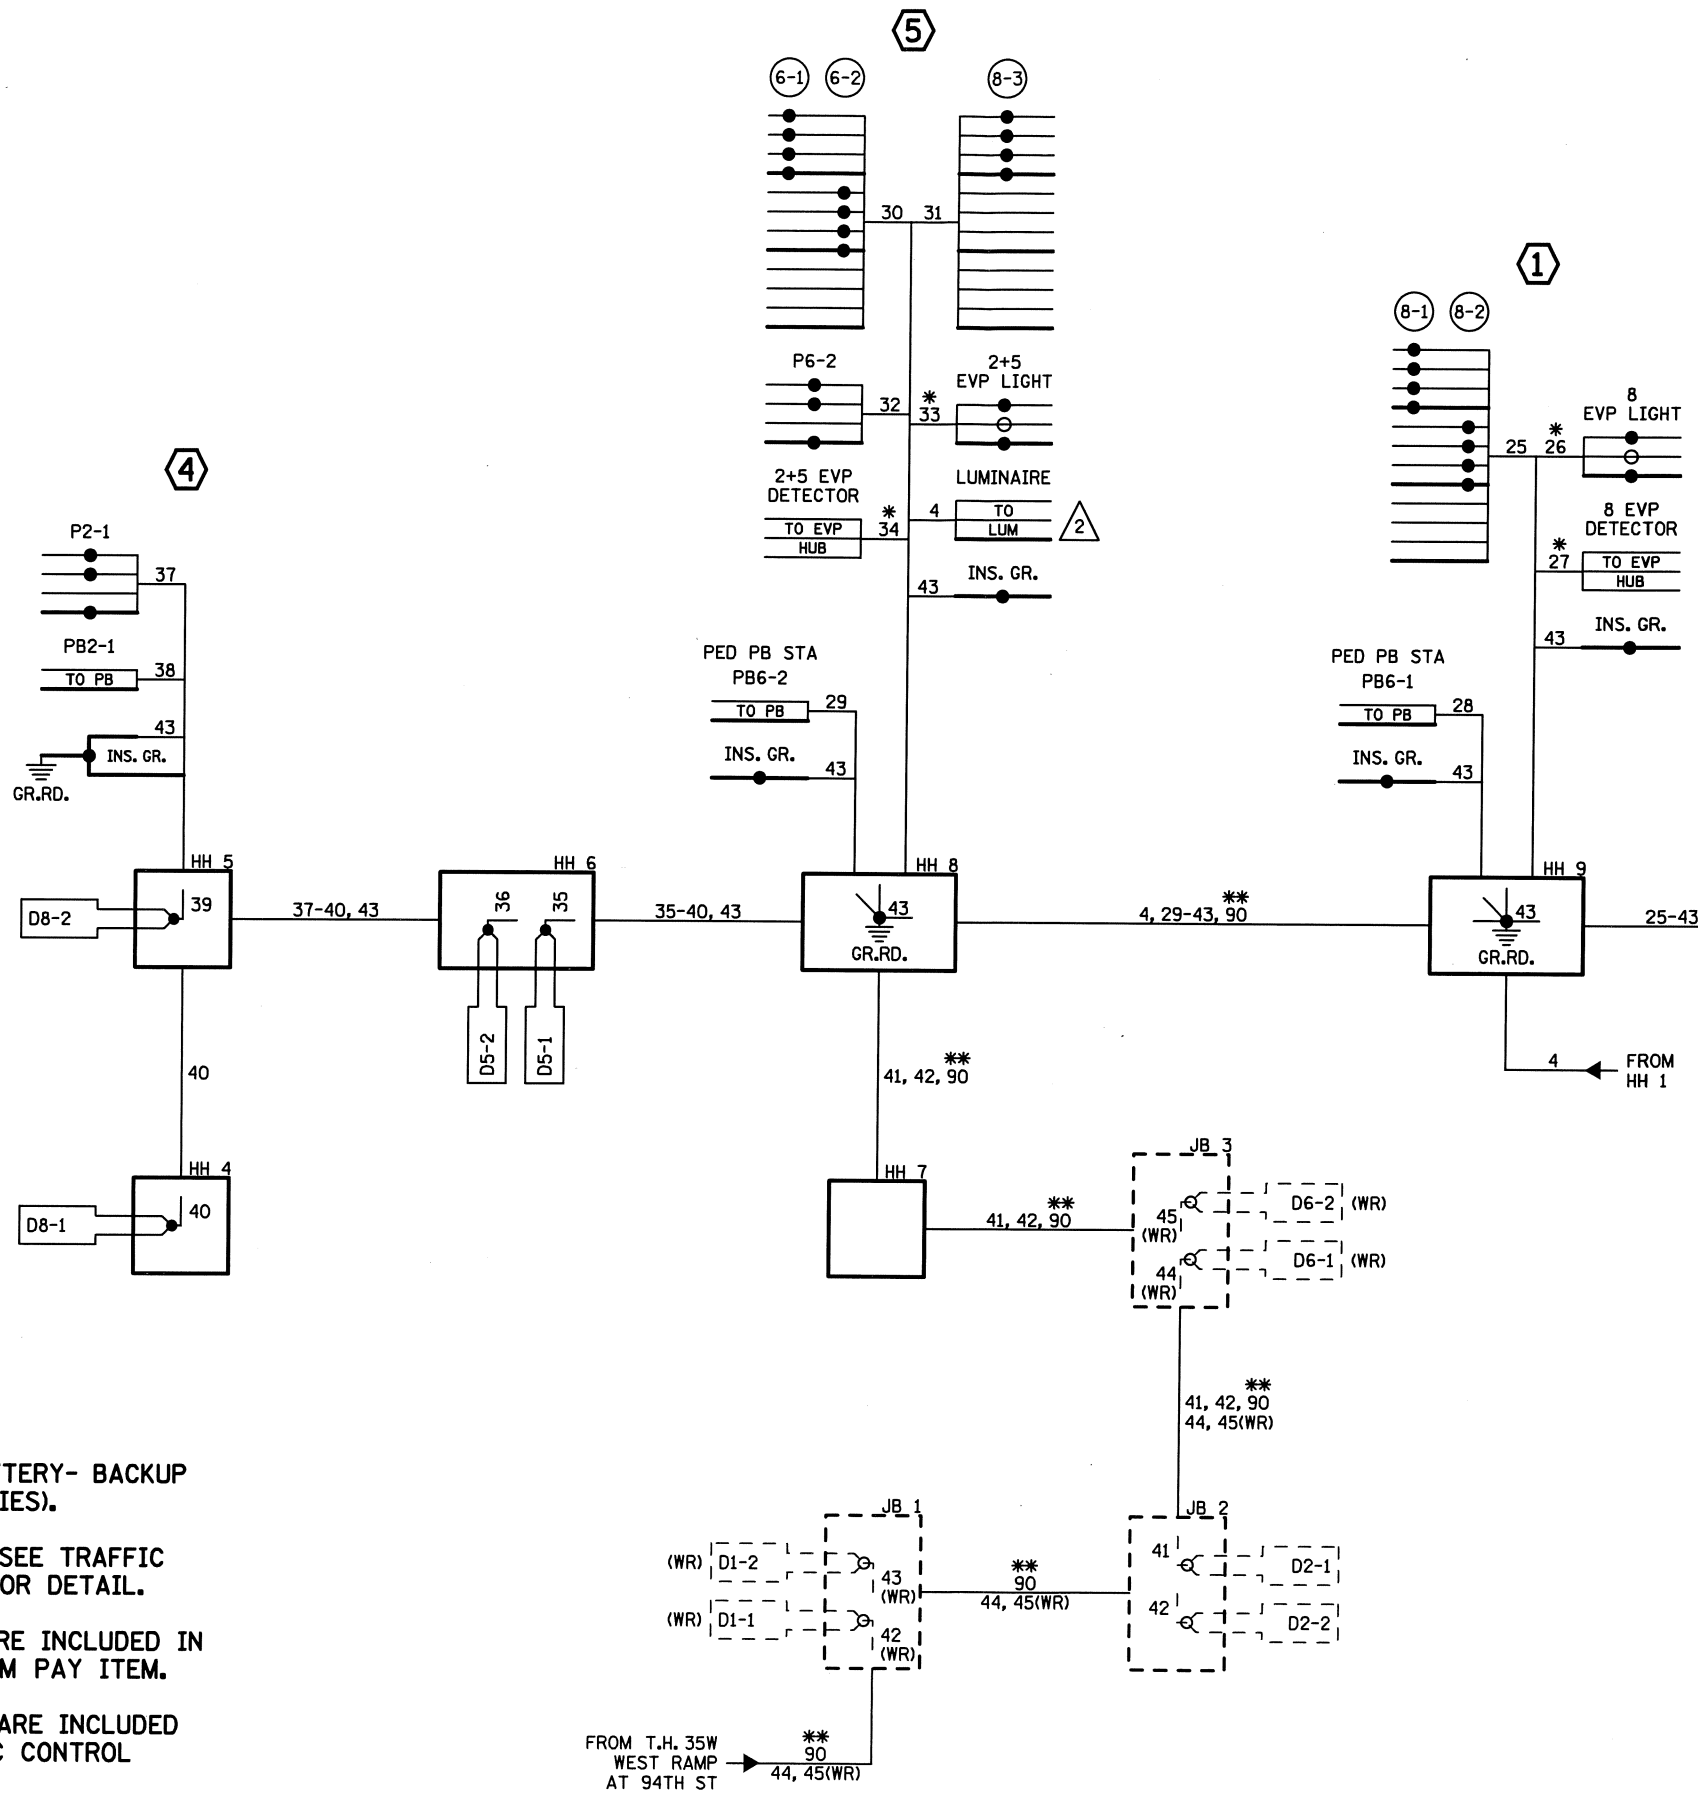 5
6-1 6-2 8-3
30 31
P6-2
32
2+5
EVP LIGHT
*
33
2+5 EVP
DETECTOR
TO EVP
HUB
*
34
LUMINAIRE
4
TO
LUM
2
INS. GR.
43
PED PB STA
PB6-2
TO PB
29
INS. GR.
43
1
8-1 8-2
25
*
26
8
EVP LIGHT
8 EVP
DETECTOR
*
27
TO EVP
HUB
INS. GR.
43
PED PB STA
PB6-1
TO PB
28
INS. GR.
43
4
P2-1
37
PB2-1
TO PB
38
43
INS. GR.
GR.RD.
HH 5
39
D8-2
37-40, 43
HH 6
36
35
D5-2
D5-1
35-40, 43
HH 8
43
GR.RD.
**
4, 29-43, 90
HH 9
43
GR.RD.
25-43
4
FROM
HH 1
40
HH 4
40
D8-1
**
41, 42, 90
HH 7
**
41, 42, 90
JB 3
45
(WR)
D6-2 (WR)
44
(WR)
D6-1 (WR)
**
41, 42, 90
44, 45(WR)
JB 2
41
D2-1
42
D2-2
**
90
44, 45(WR)
JB 1
(WR) D1-2
43
(WR)
(WR) D1-1
42
(WR)
FROM T.H. 35W
WEST RAMP
AT 94TH ST
**
90
44, 45(WR)
TTERY- BACKUP
IES).
SEE TRAFFIC
OR DETAIL.
RE INCLUDED IN
M PAY ITEM.
ARE INCLUDED
C CONTROL